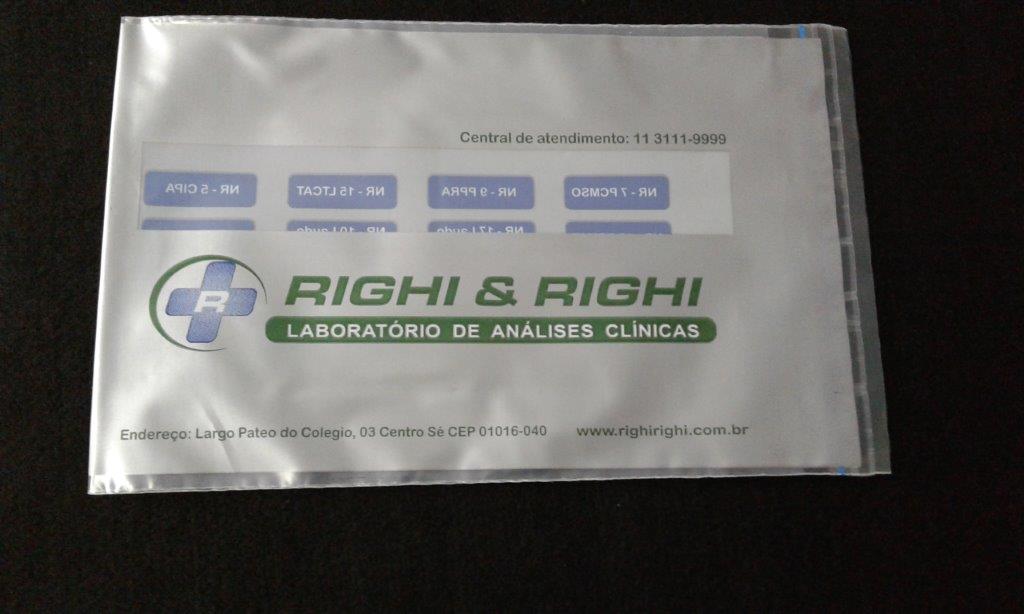 Central de atendimento: 11 3111-9999
NR - 5 CIPA
NR - 15 LTCAT
NR - 9 PPRA
NR - 7 PCMSO
R
RIGHI & RIGHI
LABORATÓRIO DE ANÁLISES CLÍNICAS
Endereço: Largo Pateo do Colegio, 03 Centro Sé CEP 01016-040
www.righirighi.com.br